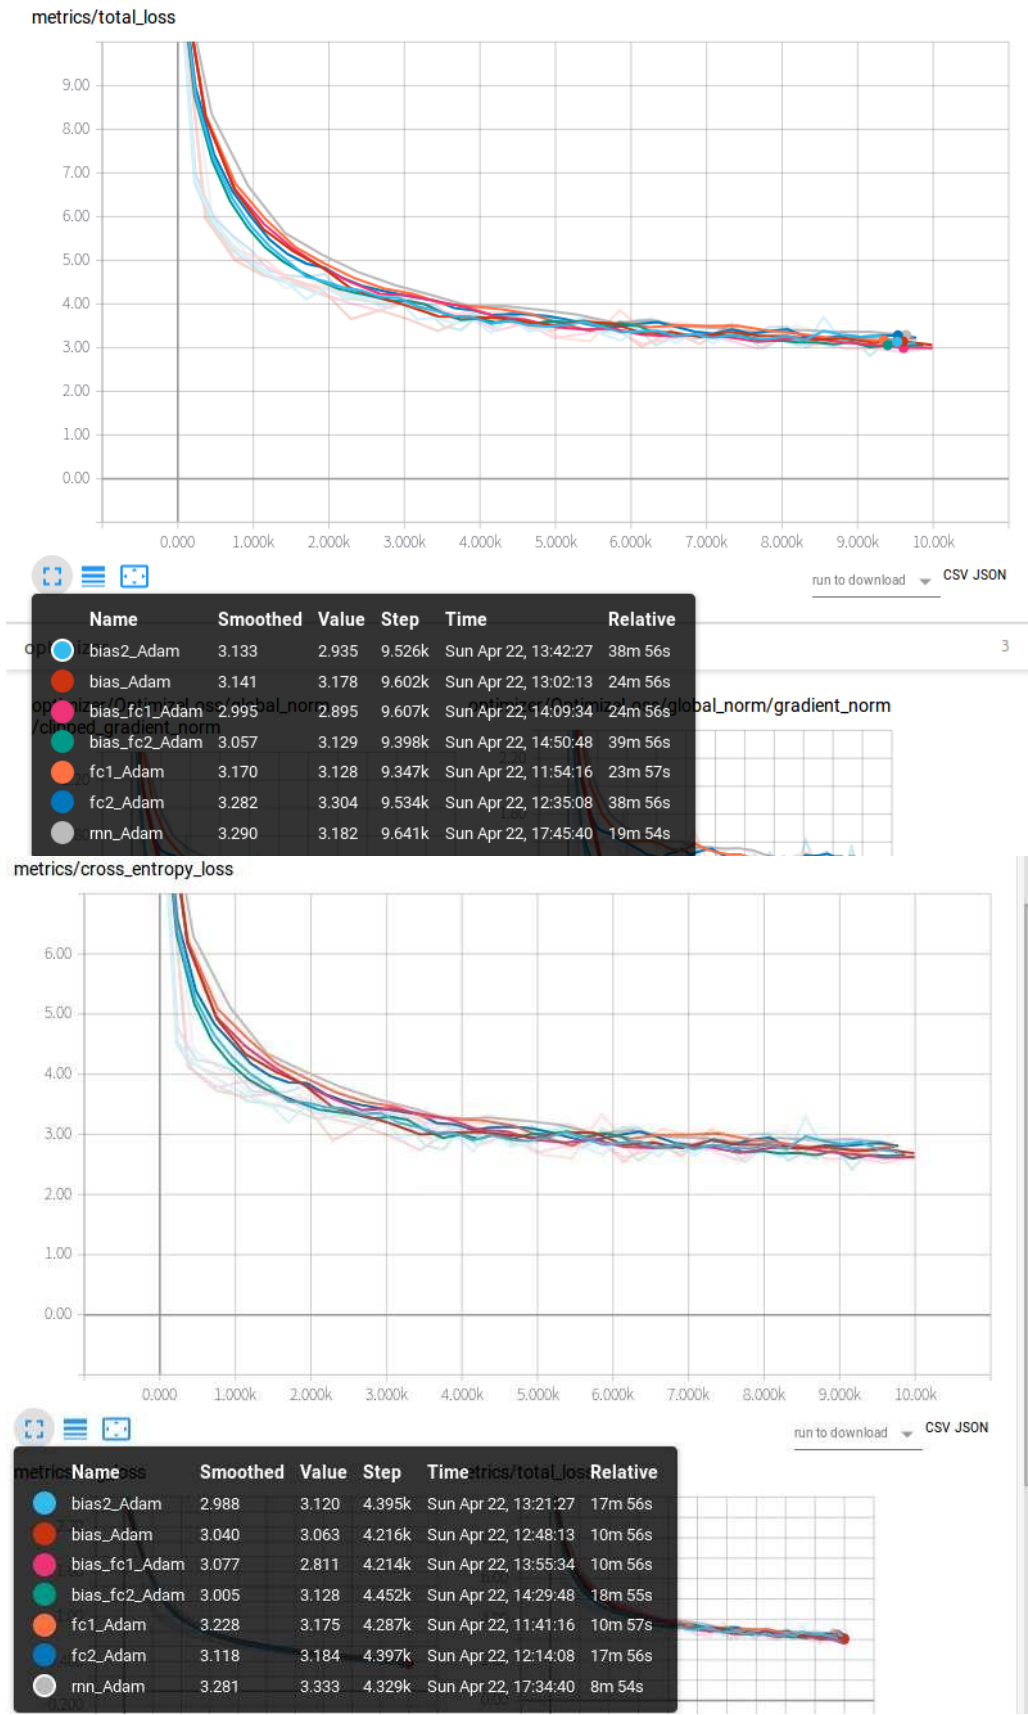 metrics/total_loss
9.00
8.00
7.00
6.00
5.00
4.00
3.00
2.00
1.00
0.00
0.000 1.000k 2.000k 3.000k 4.000k 5.000k 6.000k 7.000k 8.000k 9.000k 10.00k
run to download CSV JSON
Name Smoothed Value Step Time Relative
bias2_Adam 3.133 2.935 9.526k Sun Apr 22, 13:42:27 38m 56s
3
bias_Adam 3.141 3.178 9.602k Sun Apr 22, 13:02:13 24m 56s
optimizer/OptimizeLoss/global_norm/gradient_norm
bias_fc1_Adam 2.995 2.895 9.607k Sun Apr 22, 14:09:34 24m 56s
/clipped_gradient_norm
bias_fc2_Adam 3.057 3.129 9.398k Sun Apr 22, 14:50:48 39m 56s
2.20
fc1_Adam 3.170 3.128 9.347k Sun Apr 22, 11:54:16 23m 57s
fc2_Adam 3.282 3.304 9.534k Sun Apr 22, 12:35:08 38m 56s
1.80
rnn_Adam 3.290 3.182 9.641k Sun Apr 22, 17:45:40 19m 54s
metrics/cross_entropy_loss
6.00
5.00
4.00
3.00
2.00
1.00
0.00
0.000 1.000k 2.000k 3.000k 4.000k 5.000k 6.000k 7.000k 8.000k 9.000k 10.00k
run to download CSV JSON
Name Smoothed Value Step Time Relative
bias2_Adam 2.988 3.120 4.395k Sun Apr 22, 13:21:27 17m 56s
bias_Adam 3.040 3.063 4.216k Sun Apr 22, 12:48:13 10m 56s
bias_fc1_Adam 3.077 2.811 4.214k Sun Apr 22, 13:55:34 10m 56s
bias_fc2_Adam 3.005 3.128 4.452k Sun Apr 22, 14:29:48 18m 55s
fc1_Adam 3.228 3.175 4.287k Sun Apr 22, 11:41:16 10m 57s
fc2_Adam 3.118 3.184 4.397k Sun Apr 22, 12:14:08 17m 56s
rnn_Adam 3.281 3.333 4.329k Sun Apr 22, 17:34:40 8m 54s
0.200 0.00